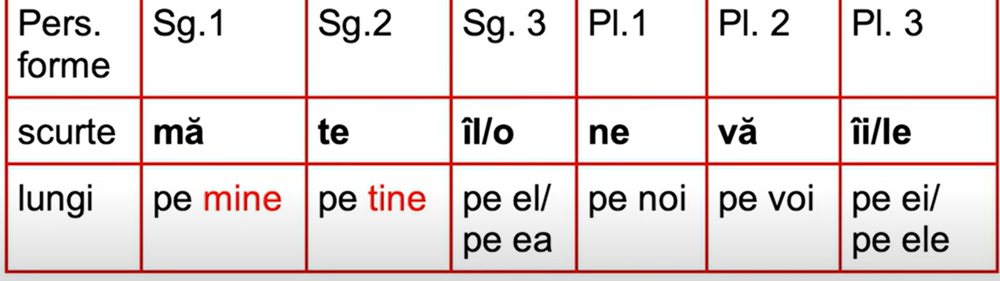 Pers. forme Sg.1 Sg.2 Sg. 3 Pl.1 Pl. 2 Pl. 3
scurte mă te îl/o ne vă îi/le
lungi pe mine pe tine pe el/ pe ea pe noi pe voi pe ei/ pe ele